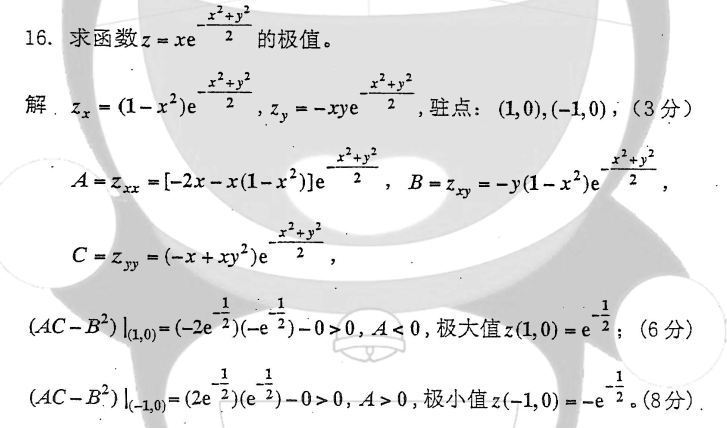 16. 求函数 $z = xe^{-\frac{x^2+y^2}{2}}$ 的极值。
解. $z_x = (1-x^2)e^{-\frac{x^2+y^2}{2}}$, $z_y = -xye^{-\frac{x^2+y^2}{2}}$, 驻点: $(1,0), (-1,0)$; (3分)
$A = z_{xx} = [-2x - x(1-x^2)]e^{-\frac{x^2+y^2}{2}}$, $B = z_{xy} = -y(1-x^2)e^{-\frac{x^2+y^2}{2}}$,
$C = z_{yy} = (-x + xy^2)e^{-\frac{x^2+y^2}{2}}$,
$(AC - B^2)|_{(1,0)} = (-2e^{-\frac{1}{2}})(-e^{-\frac{1}{2}}) - 0 > 0$, $A < 0$, 极大值 $z(1,0) = e^{-\frac{1}{2}}$; (6分)
$(AC - B^2)|_{(-1,0)} = (2e^{-\frac{1}{2}})(e^{-\frac{1}{2}}) - 0 > 0$, $A > 0$, 极小值 $z(-1,0) = -e^{-\frac{1}{2}}$。(8分).